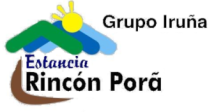 Grupo Iruña
Estancia
Rincón Porã